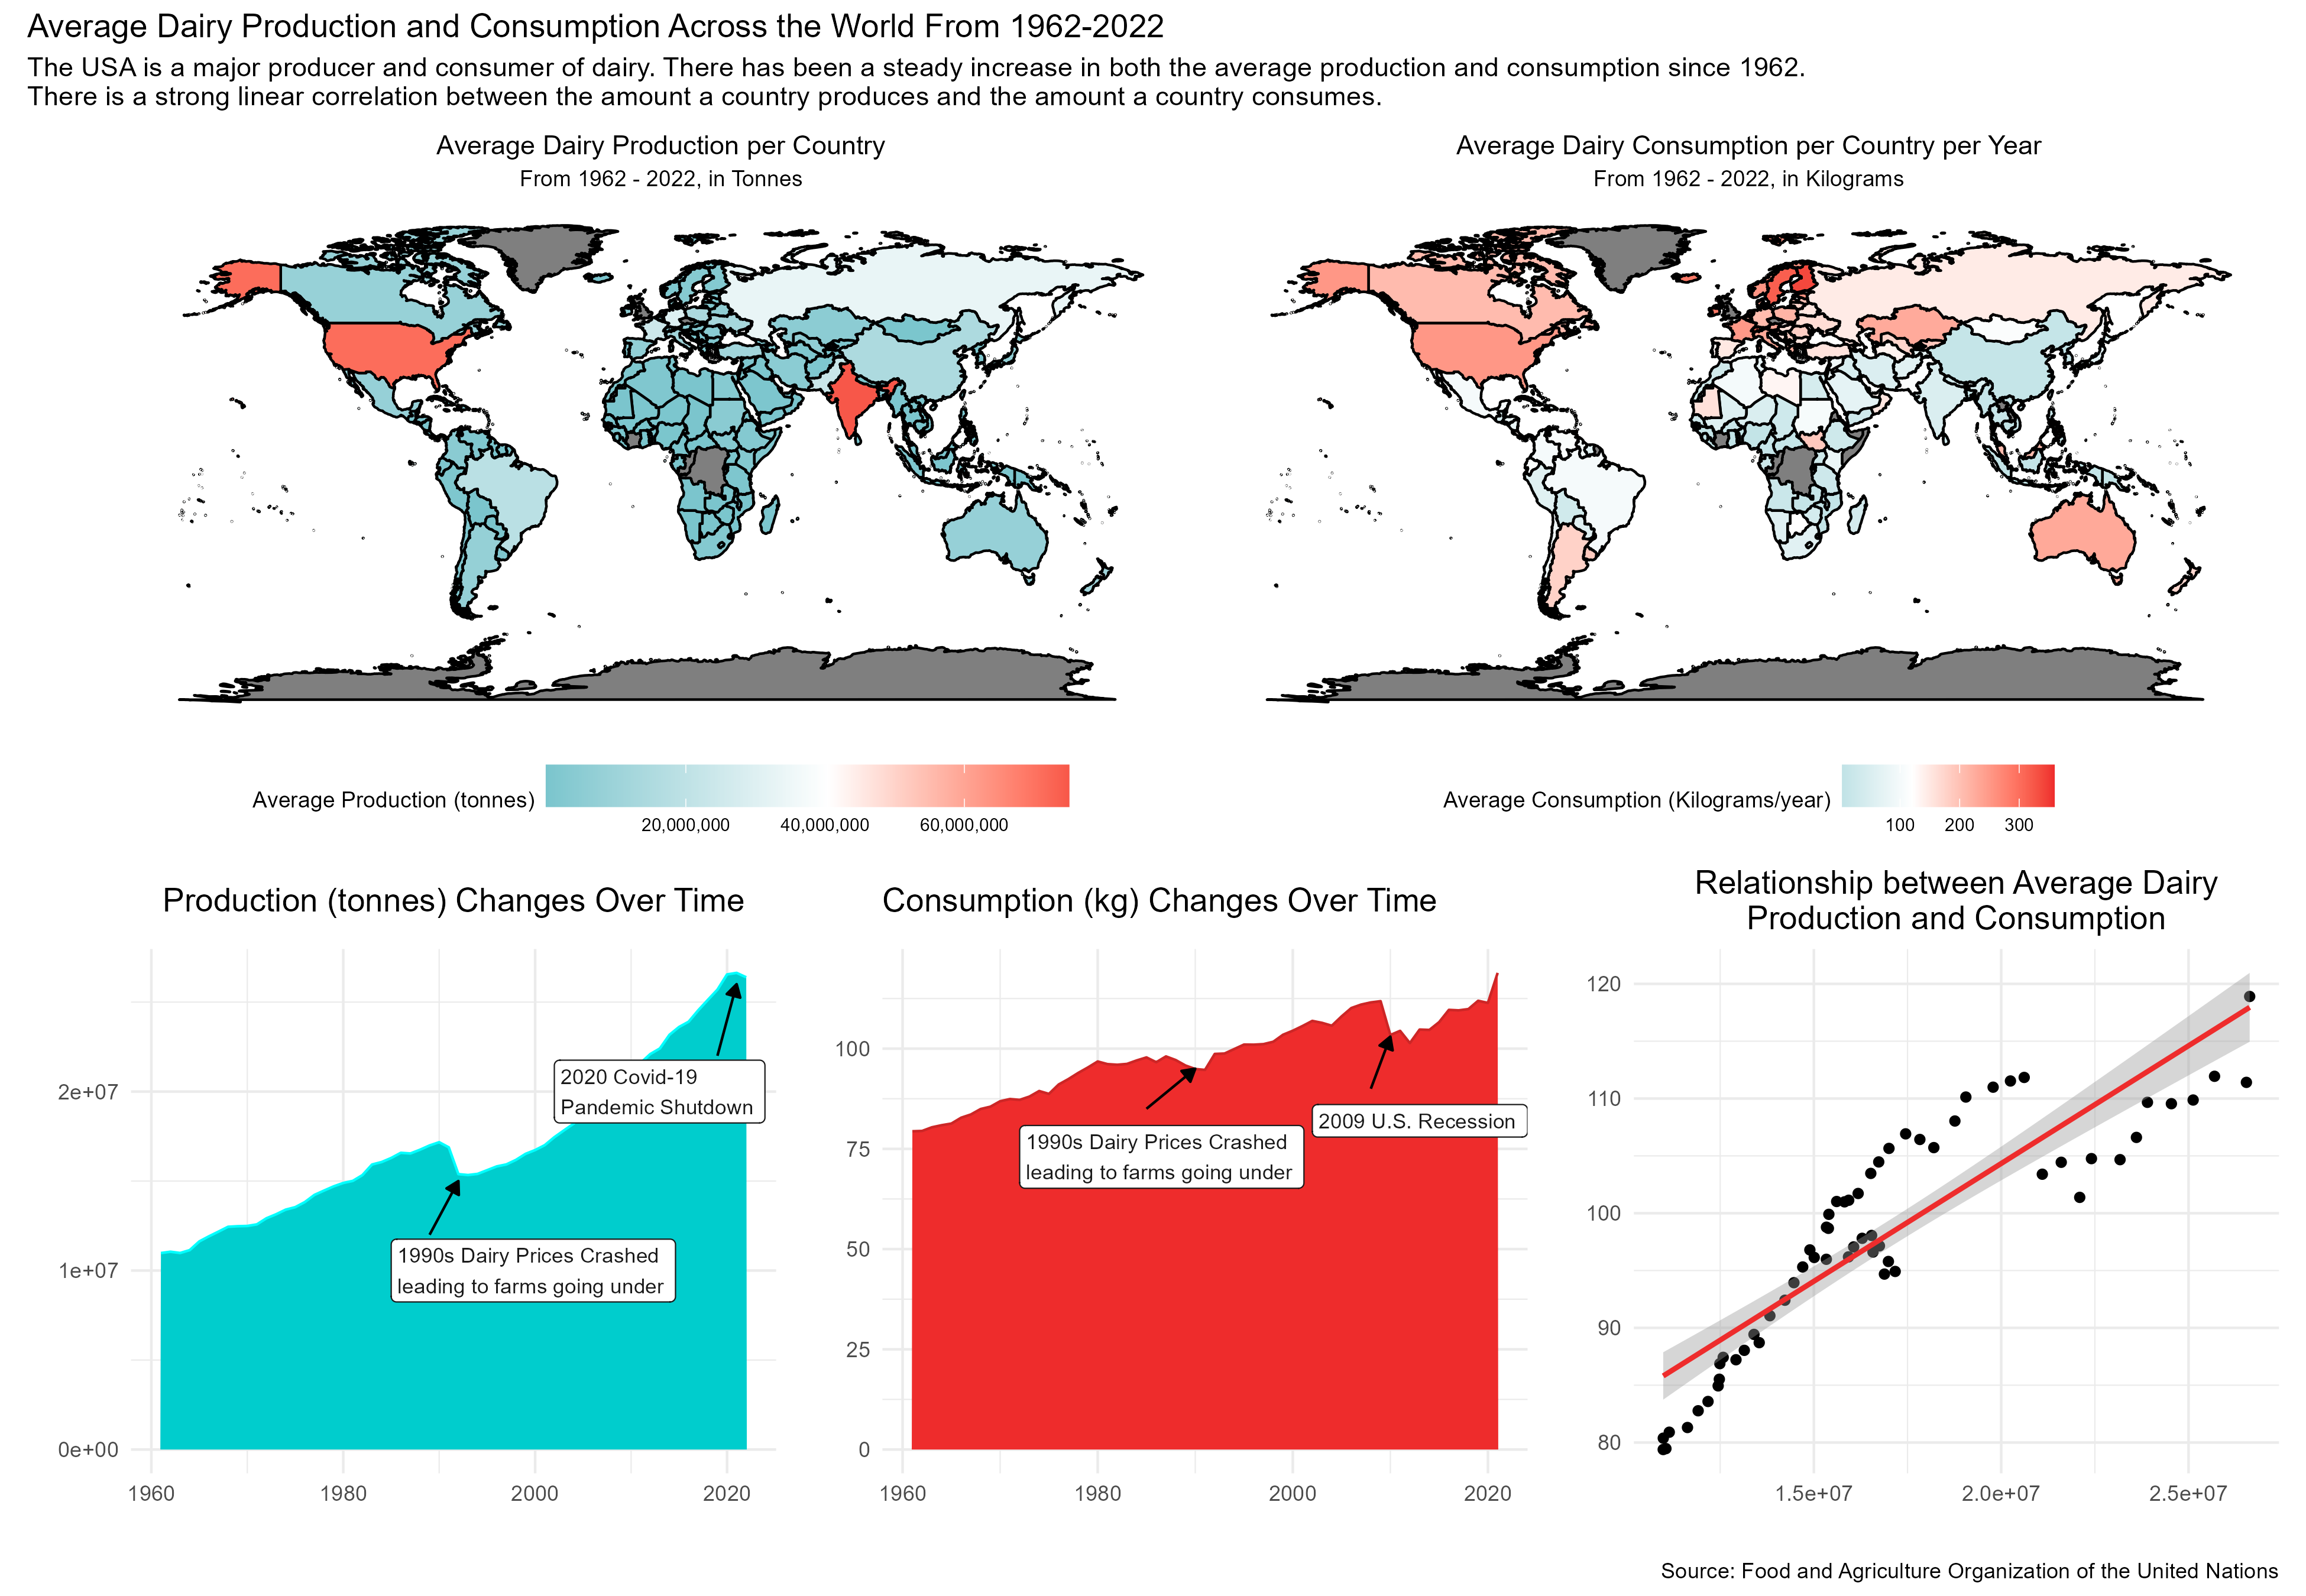 Average Dairy Production and Consumption Across the World From 1962-2022
The USA is a major producer and consumer of dairy. There has been a steady increase in both the average production and consumption since 1962.
There is a strong linear correlation between the amount a country produces and the amount a country consumes.
Average Dairy Production per Country
From 1962 - 2022, in Tonnes
Average Production (tonnes)
20,000,000
40,000,000
60,000,000
Average Dairy Consumption per Country per Year
From 1962 - 2022, in Kilograms
Average Consumption (Kilograms/year)
100
200
300
Production (tonnes) Changes Over Time
2e+07
1e+07
0e+00
2020 Covid-19
Pandemic Shutdown
1990s Dairy Prices Crashed
leading to farms going under
1960
1980
2000
2020
Consumption (kg) Changes Over Time
100
75
50
25
0
1990s Dairy Prices Crashed
leading to farms going under
2009 U.S. Recession
1960
1980
2000
2020
Relationship between Average Dairy
Production and Consumption
120
110
100
90
80
1.5e+07
2.0e+07
2.5e+07
Source: Food and Agriculture Organization of the United Nations